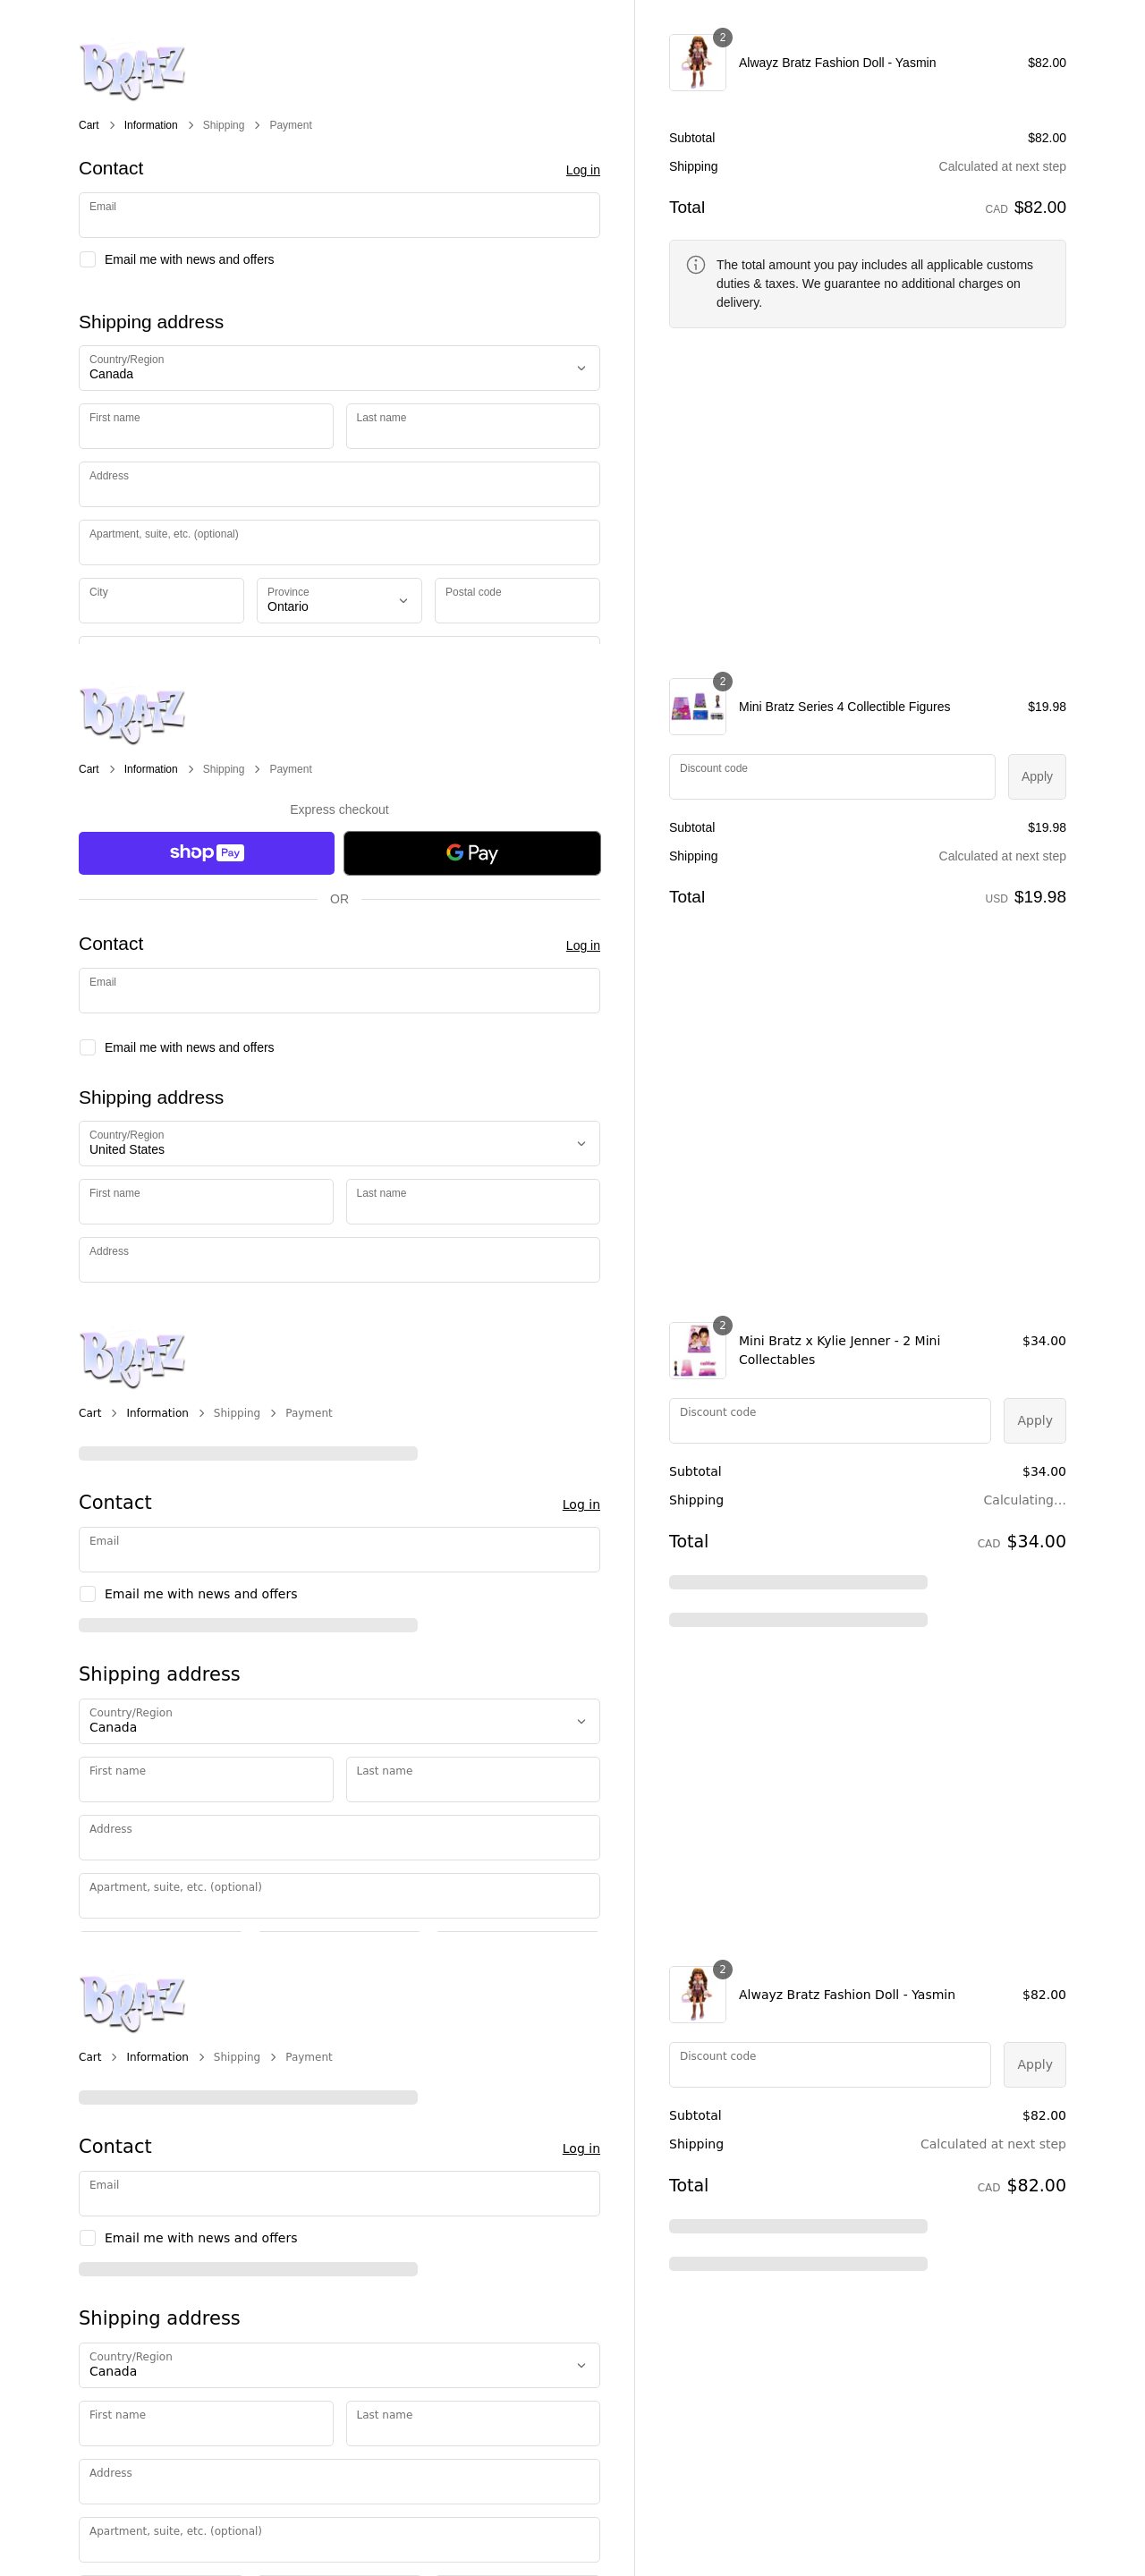 BRATZ
Cart > Information > Shipping > Payment
Contact
Log in
Email
Email me with news and offers
Shipping address
Country/Region
Canada
First name
Last name
Address
Apartment, suite, etc. (optional)
City
Province
Ontario
Postal code
2
Alwayz Bratz Fashion Doll - Yasmin
$82.00
Subtotal
$82.00
Shipping
Calculated at next step
Total
CAD $82.00
The total amount you pay includes all applicable customs
duties & taxes. We guarantee no additional charges on
delivery.
BRATZ
Cart > Information > Shipping > Payment
Express checkout
shop Pay
G Pay
OR
Contact
Log in
Email
Email me with news and offers
Shipping address
Country/Region
United States
First name
Last name
Address
2
Mini Bratz Series 4 Collectible Figures
$19.98
Discount code
Apply
Subtotal
$19.98
Shipping
Calculated at next step
Total
USD $19.98
BRATZ
Cart > Information > Shipping > Payment
Contact
Log in
Email
Email me with news and offers
Shipping address
Country/Region
Canada
First name
Last name
Address
Apartment, suite, etc. (optional)
2
Mini Bratz x Kylie Jenner - 2 Mini
Collectables
$34.00
Discount code
Apply
Subtotal
$34.00
Shipping
Calculating...
Total
CAD $34.00
BRATZ
Cart > Information > Shipping > Payment
Contact
Log in
Email
Email me with news and offers
Shipping address
Country/Region
Canada
First name
Last name
Address
Apartment, suite, etc. (optional)
2
Alwayz Bratz Fashion Doll - Yasmin
$82.00
Discount code
Apply
Subtotal
$82.00
Shipping
Calculated at next step
Total
CAD $82.00